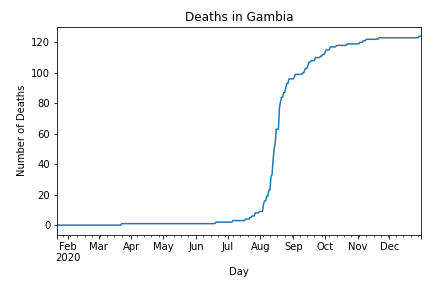 Deaths in Gambia
120
100
80
60
40
20
0
Number of Deaths
Feb Mar Apr May Jun Jul Aug Sep Oct Nov Dec
2020
Day